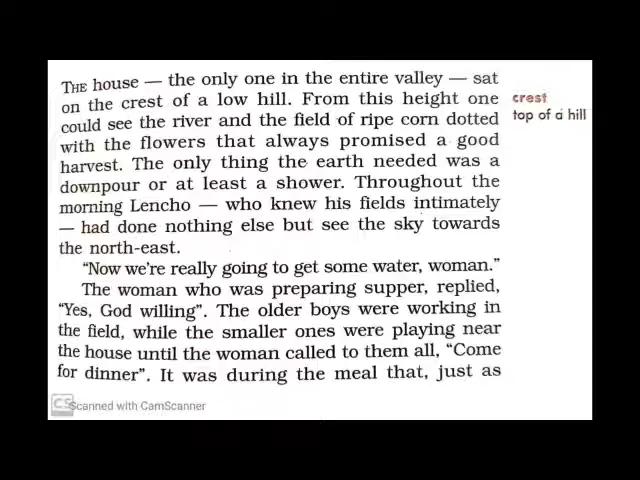 THE house — the only one in the entire valley — sat
on the crest of a low hill. From this height one
could see the river and the field of ripe corn dotted
with the flowers that always promised a good
harvest. The only thing the earth needed was a
downpour or at least a shower. Throughout the
morning Lencho — who knew his fields intimately
— had done nothing else but see the sky towards
the north-east.
“Now we're really going to get some water, woman.”
The woman who was preparing supper, replied,
“Yes, God willing”. The older boys were working in
the field, while the smaller ones were playing near
the house until the woman called to them all, “Come
for dinner”. It was during the meal that, just as
crest
top of a hill
CS Scanned with CamScanner